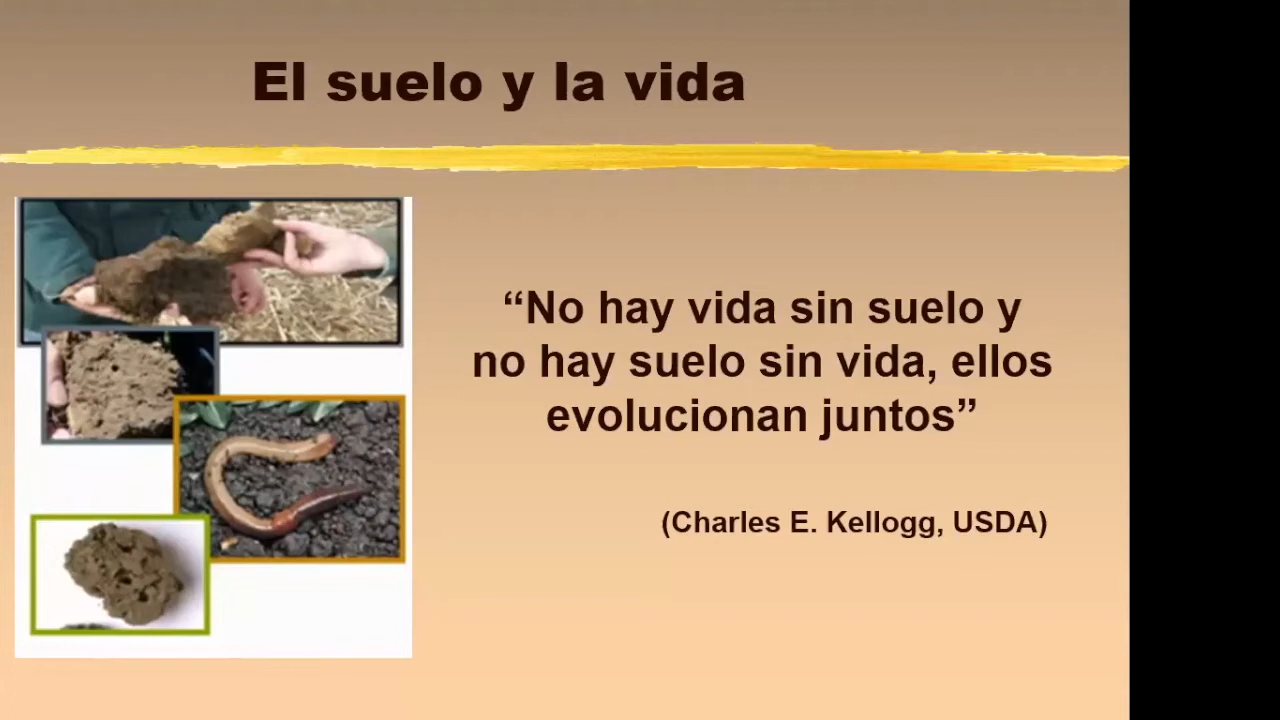 El suelo y la vida
“No hay vida sin suelo y
no hay suelo sin vida, ellos
evolucionan juntos”
(Charles E. Kellogg, USDA)